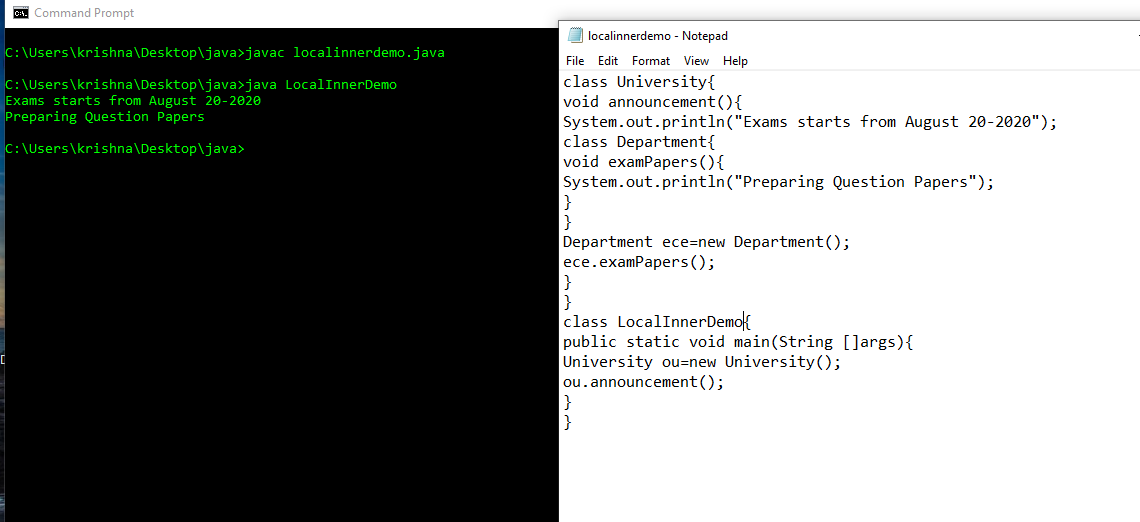 Command Prompt
C:\Users\krishna\Desktop\java>javac localinnerdemo.java
C:\Users\krishna\Desktop\java>java LocalInnerDemo
Exams starts from August 20-2020
Preparing Question Papers
C:\Users\krishna\Desktop\java>
localinnerdemo - Notepad
File Edit Format View Help
class University{
void announcement(){
System.out.println("Exams starts from August 20-2020");
class Department{
void examPapers(){
System.out.println("Preparing Question Papers");
}
}
Department ece=new Department();
ece.examPapers();
}
}
class LocalInnerDemo{
public static void main(String []args){
University ou=new University();
ou.announcement();
}
}